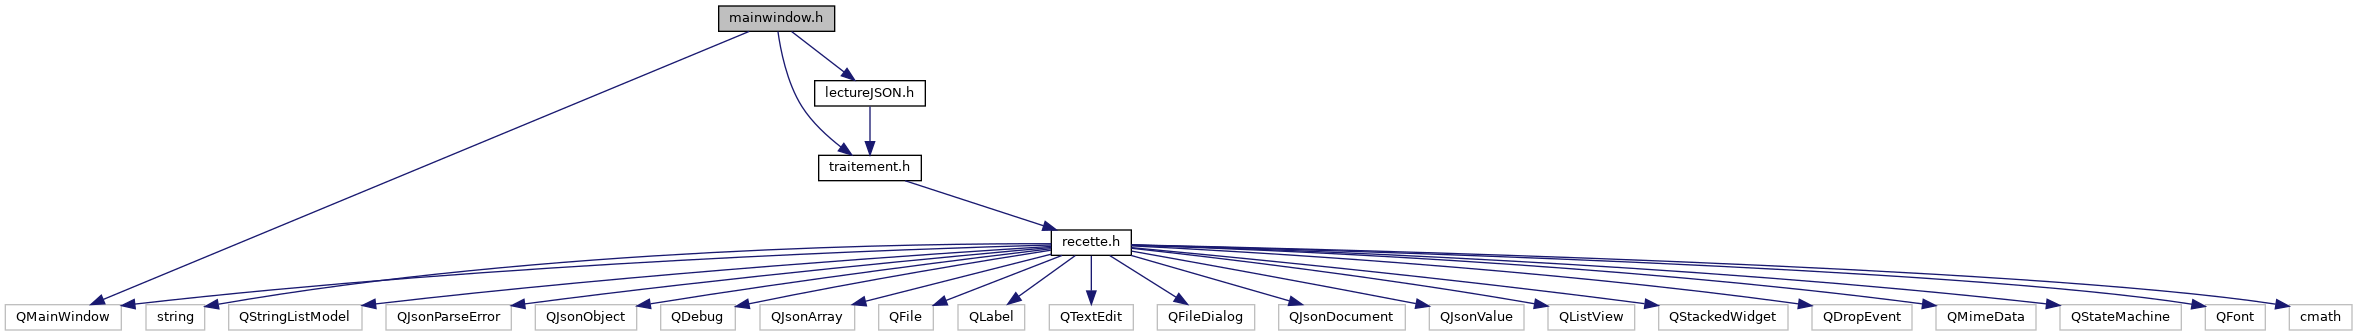 mainwindow.h
lectureJSON.h
traitement.h
recette.h
QMainWindow
string
QStringListModel
QJsonParseError
QJsonObject
QDebug
QJsonArray
QFile
QLabel
QTextEdit
QFileDialog
QJsonDocument
QJsonValue
QListView
QStackedWidget
QDropEvent
QMimeData
QStateMachine
QFont
cmath